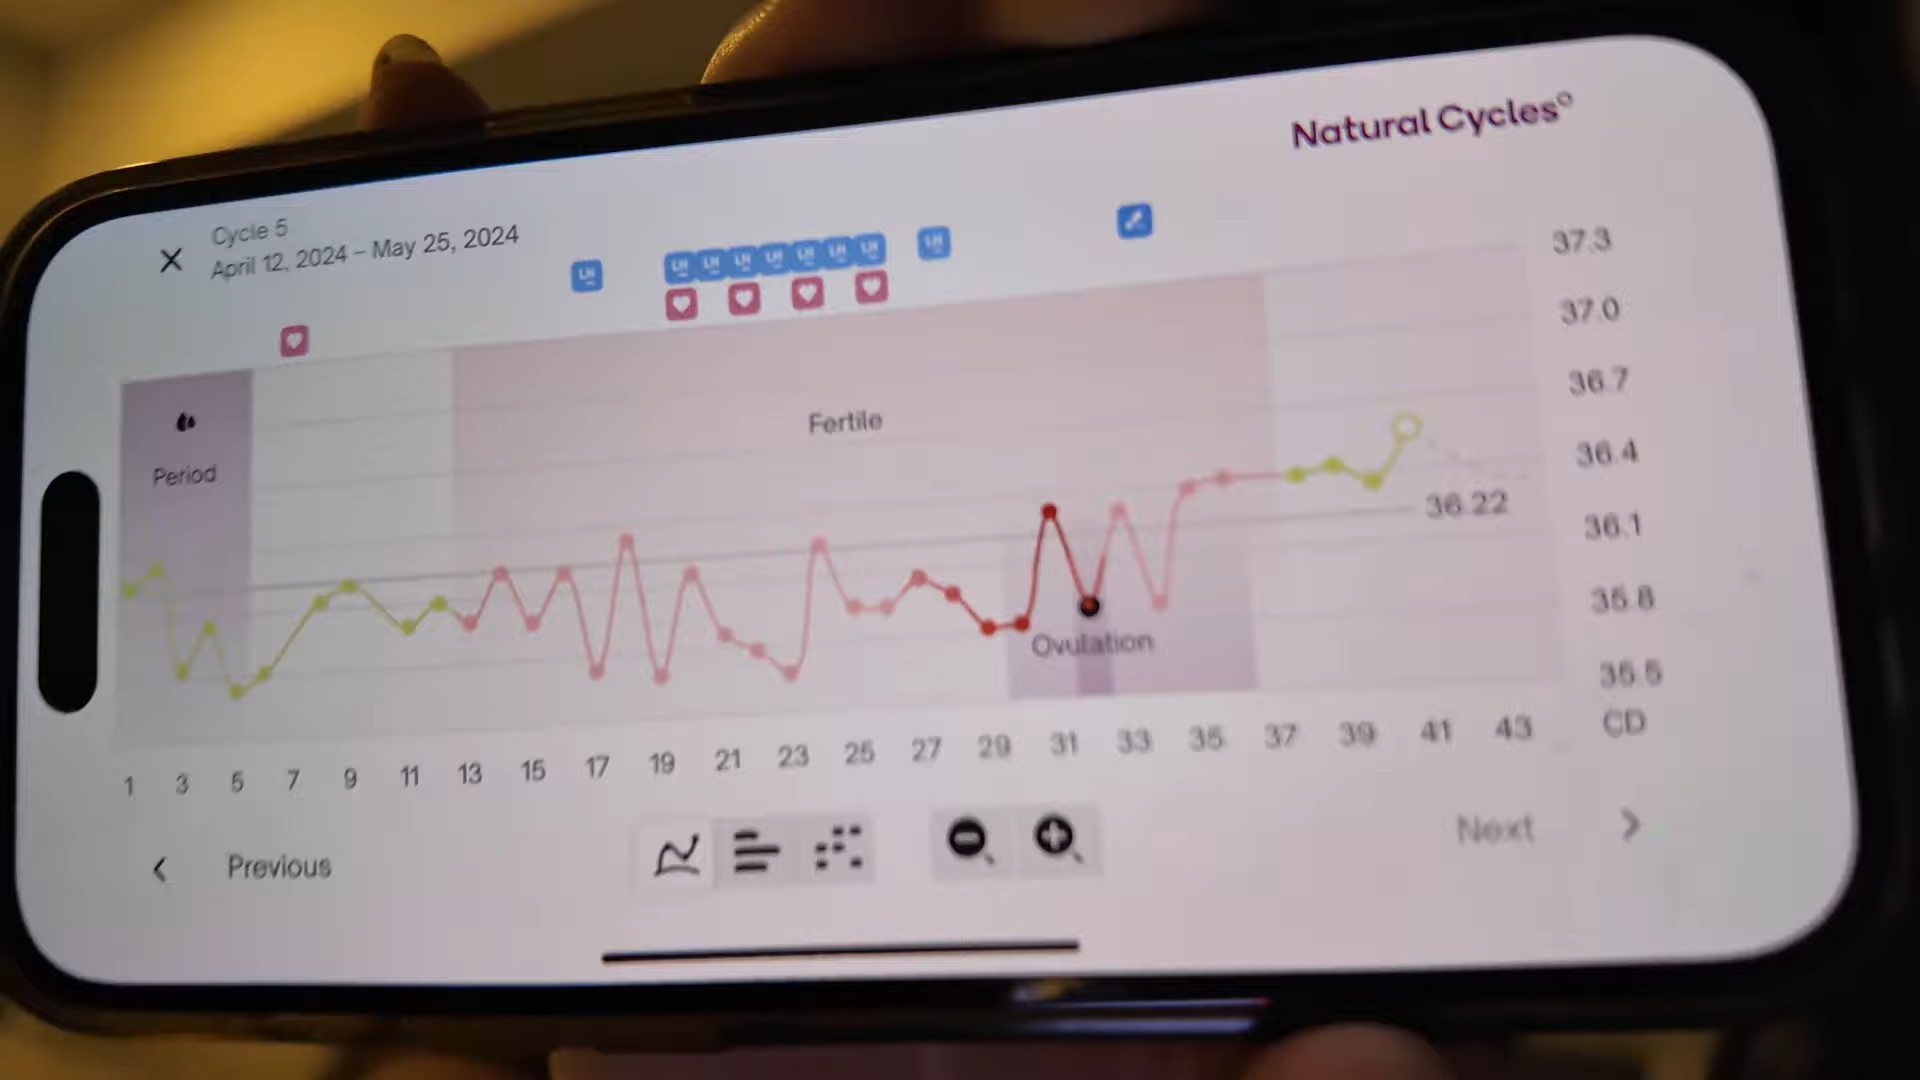 Natural Cycles°
Cycle 5
April 12, 2024 – May 25, 2024
LH
LH LH LH LH LH LH LH
LH
Period
Fertile
Ovulation
36.22
37.3
37.0
36.7
36.4
36.1
35.8
35.5
1 3 5 7 9 11 13 15 17 19 21 23 25 27 29 31 33 35 37 39 41 43 CD
Previous
Next